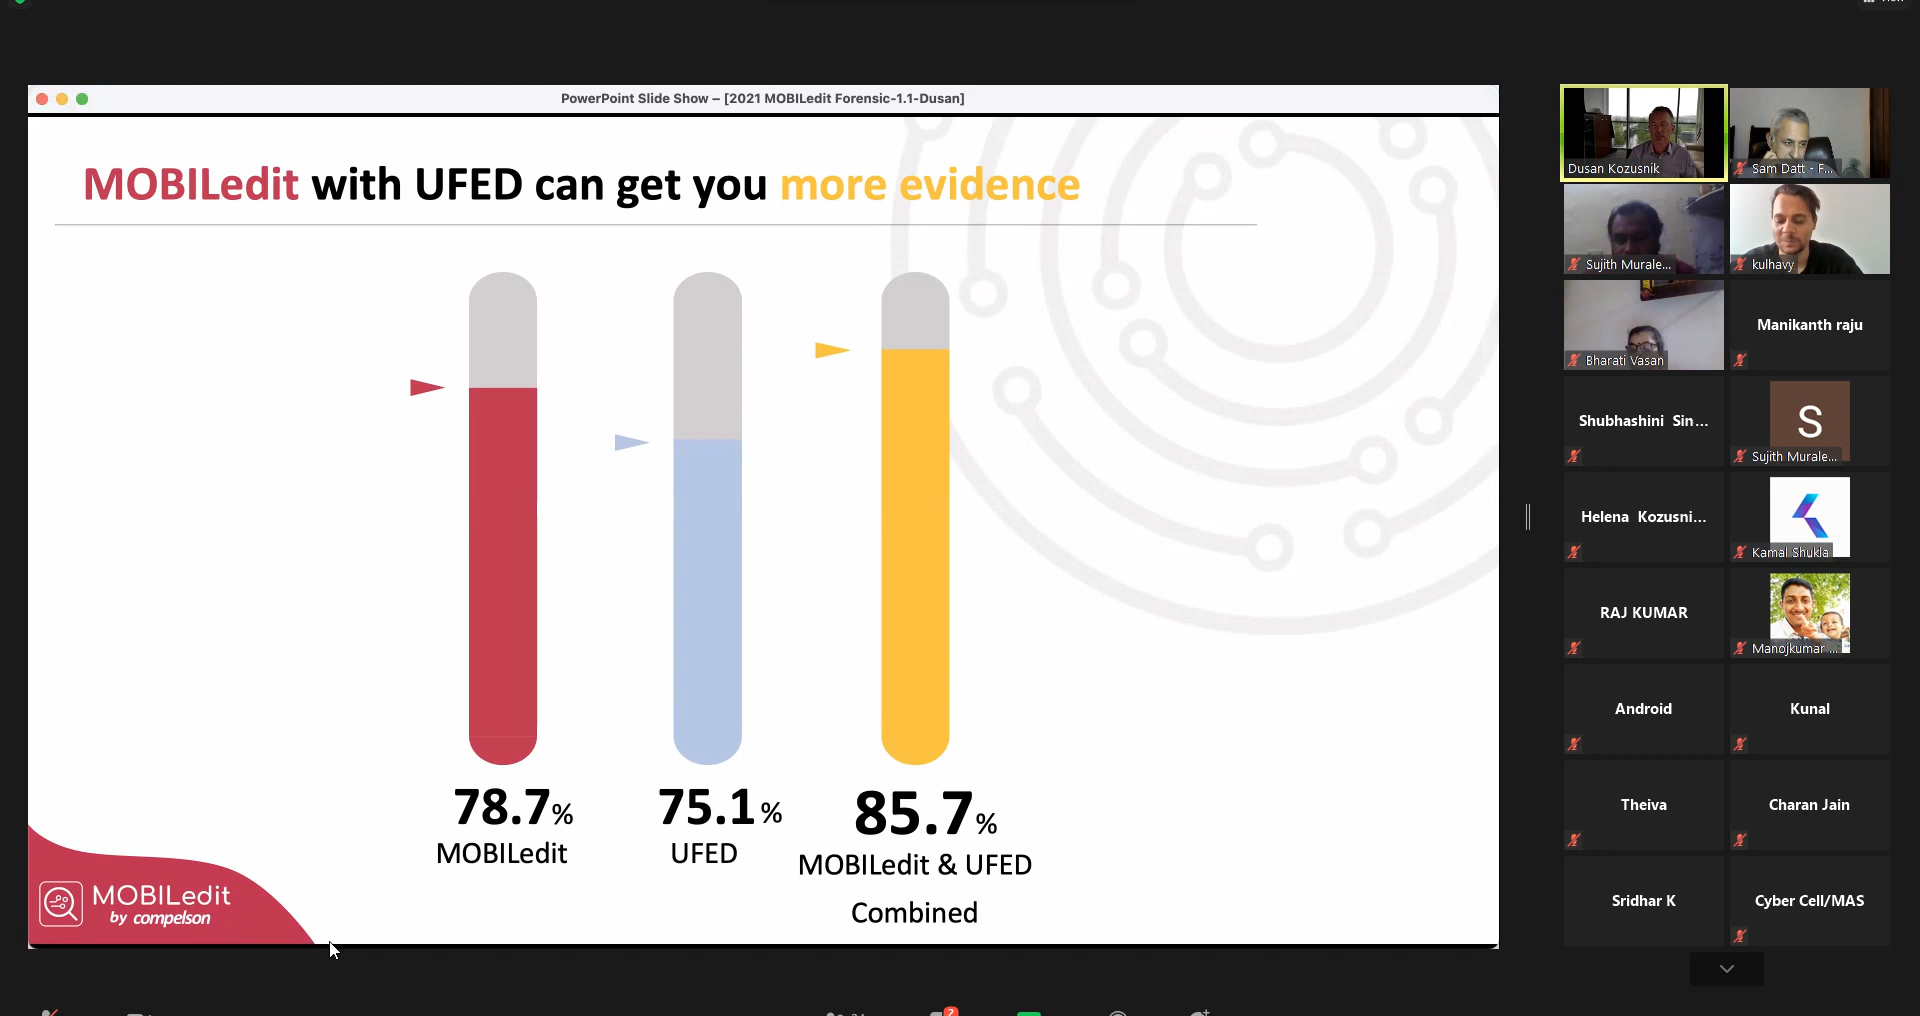 PowerPoint Slide Show – [2021 MOBILedit Forensic-1.1-Dusan]
MOBILedit with UFED can get you more evidence
78.7%
MOBILedit
75.1%
UFED
85.7%
MOBILedit & UFED
Combined
MOBILedit
by compelson
Dusan Kozusnik
Sam Datt - F...
Sujith Murale...
kulhavy
Bharati Vasan
Manikanth raju
Shubhashini Sin...
S
Sujith Murale...
Helena Kozusni...
Kamal Shukla
RAJ KUMAR
Manojkumar ...
Android
Kunal
Theiva
Charan Jain
Sridhar K
Cyber Cell/MAS
2